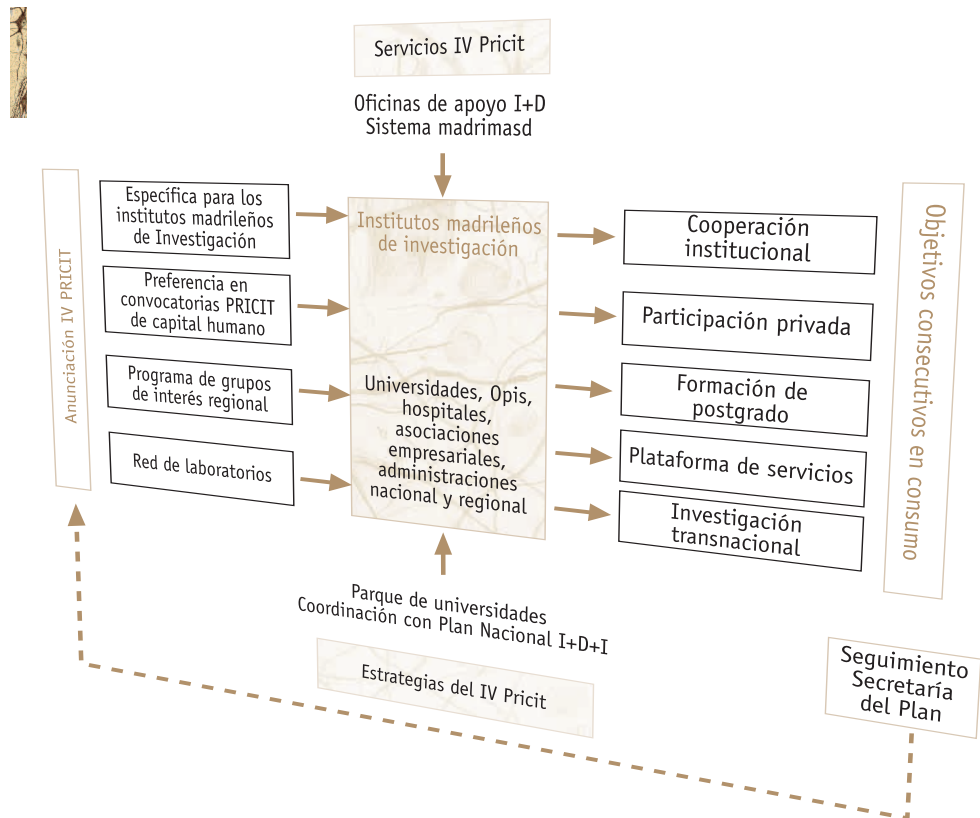 Servicios IV Pricit
Oficinas de apoyo I+D
Sistema madrimasd
Anunciación IV PRICIT
Específica para los
institutos madrileños
de Investigación
Preferencia en
convocatorias PRICIT
de capital humano
Programa de grupos
de interés regional
Red de laboratorios
Institutos madrileños
de investigación
Universidades, Opis,
hospitales,
asociaciones
empresariales,
administraciones
nacional y regional
Cooperación
institucional
Participación privada
Formación de
postgrado
Plataforma de servicios
Investigación
transnacional
Objetivos consecutivos en consumo
Parque de universidades
Coordinación con Plan Nacional I+D+I
Estrategias del IV Pricit
Seguimiento
Secretaría
del Plan